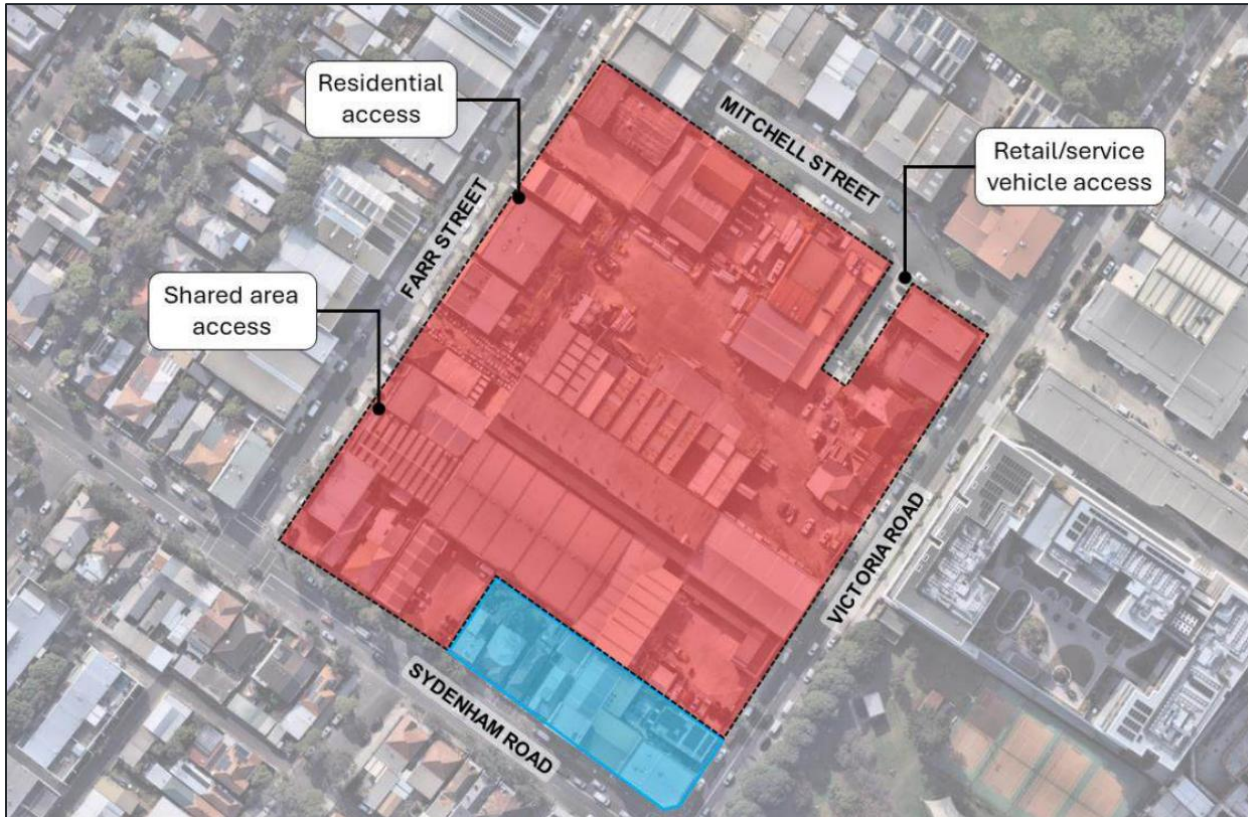 Residential
access
MITCHELL STREET
Retail/service
vehicle access
FARR STREET
Shared area
access
VICTORIA ROAD
SYDENHAM ROAD